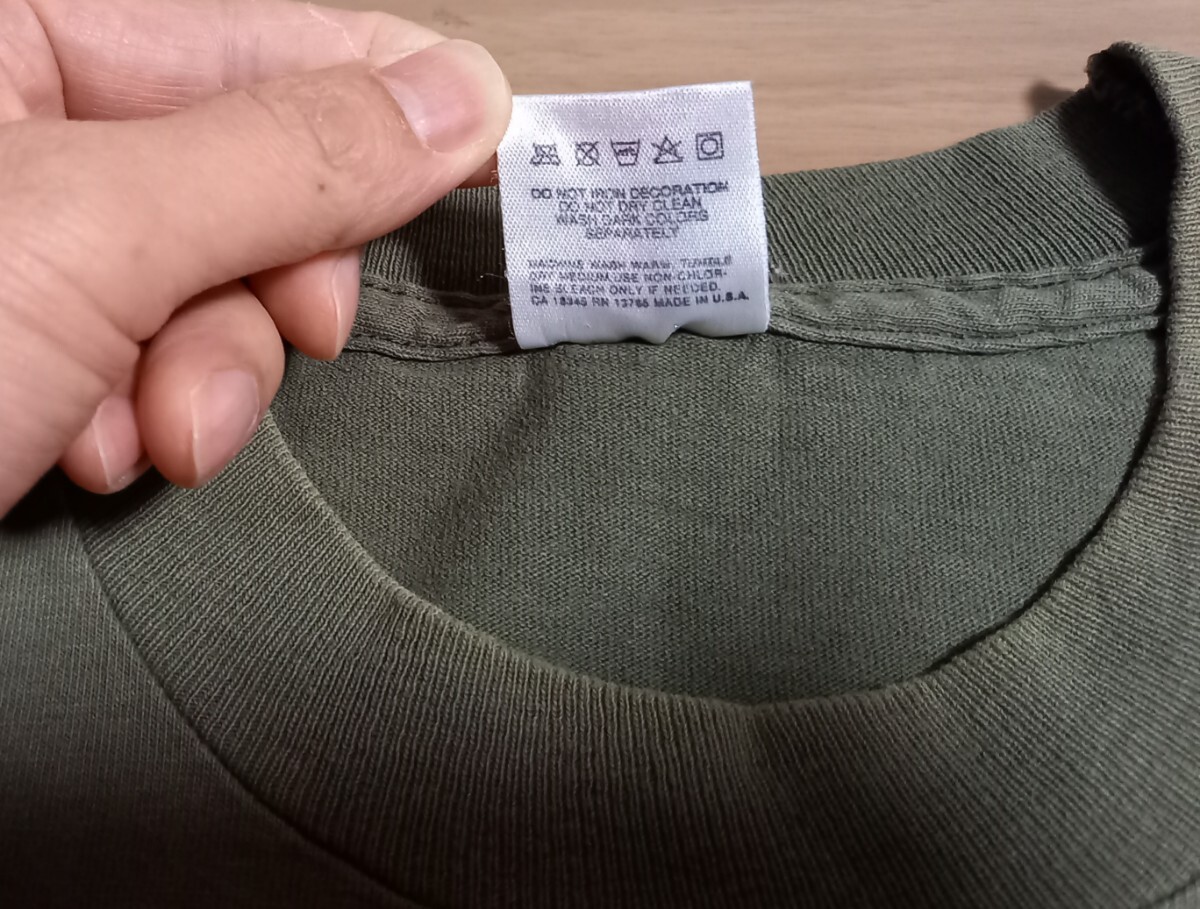 DO NOT IRON DECORATION
DO NOT DRY CLEAN
WASH DARK COLORS
SEPARATELY
MACHINE WASH WARM, TUMBLE
DRY MEDIUM USE NON-CHLOR-
INE BLEACH ONLY IF NEEDED.
CA 18345 RN 13765 MADE IN U.S.A.